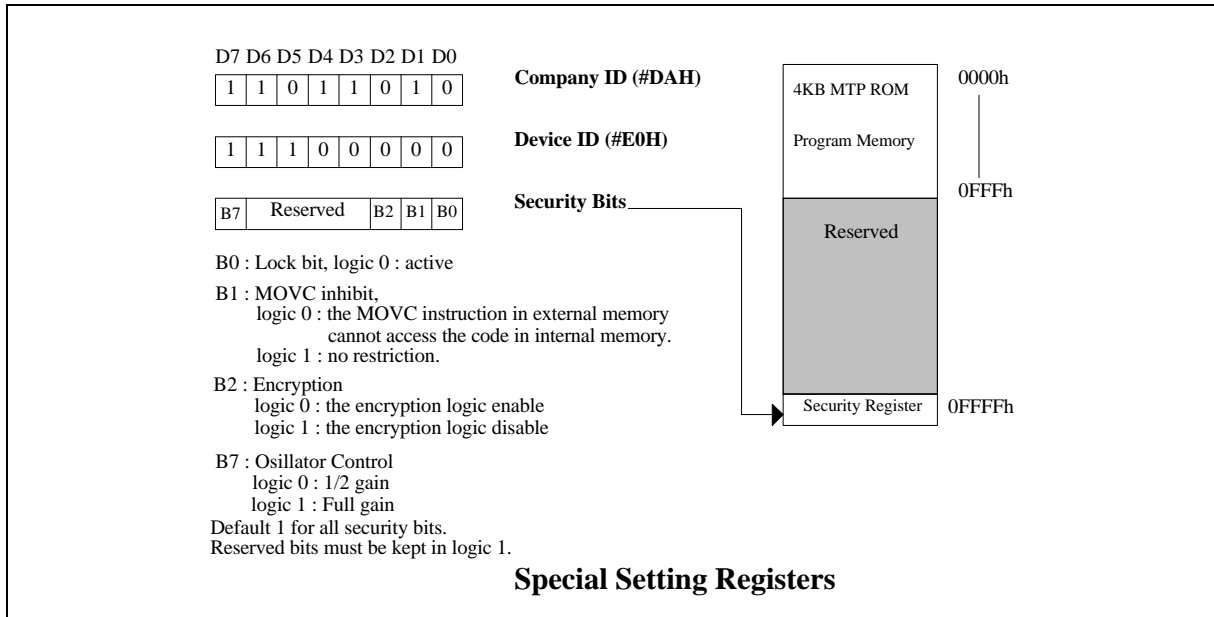 D7 D6 D5 D4 D3 D2 D1 D0
1 1 0 1 1 0 1 0
Company ID (#DAH)
1 1 1 0 0 0 0 0
Device ID (#E0H)
B7 Reserved B2 B1 B0
Security Bits
B0 : Lock bit, logic 0 : active
B1 : MOVC inhibit,
logic 0 : the MOVC instruction in external memory
cannot access the code in internal memory.
logic 1 : no restriction.
B2 : Encryption
logic 0 : the encryption logic enable
logic 1 : the encryption logic disable
B7 : Osillator Control
logic 0 : 1/2 gain
logic 1 : Full gain
Default 1 for all security bits.
Reserved bits must be kept in logic 1.
4KB MTP ROM
Program Memory
0000h
0FFFh
Reserved
Security Register
0FFFFh
Special Setting Registers